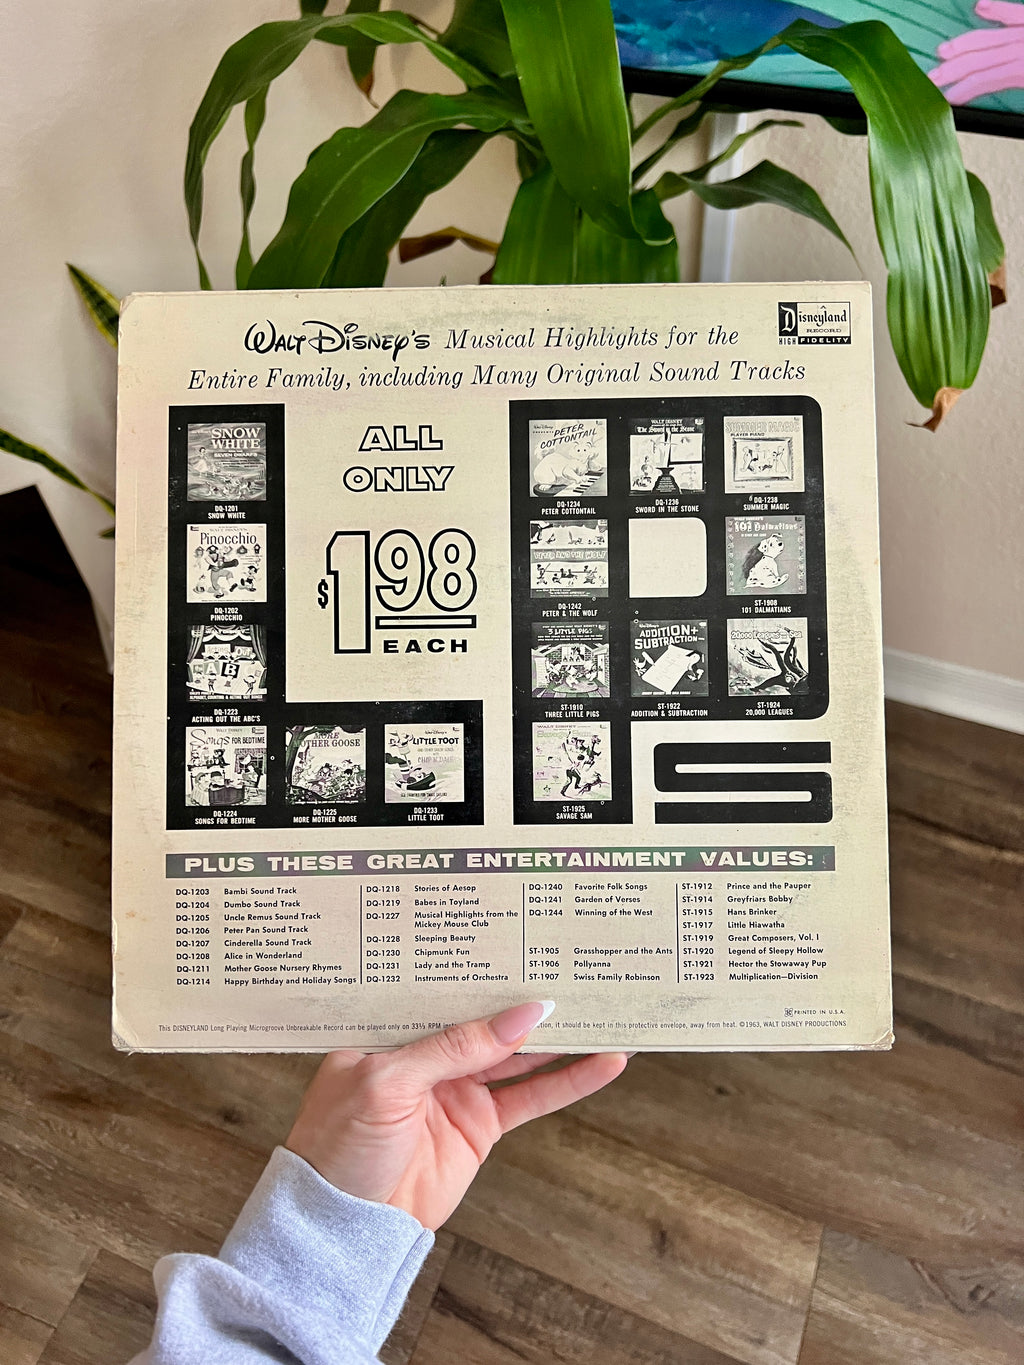 WALT DISNEY'S Musical Highlights for the
Entire Family, including Many Original Sound Tracks
Disneyland
RECORD
HIGH FIDELITY
ALL
ONLY
$1.98
EACH
LPs
SNOW
WHITE
DQ-1201
SNOW WHITE
Pinocchio
DQ-1202
PINOCCHIO
DQ-1223
ACTING OUT THE ABC'S
Songs FOR BEDTIME
DQ-1224
SONGS FOR BEDTIME
MORE
MOTHER GOOSE
DQ-1225
MORE MOTHER GOOSE
LITTLE TOOT
DQ-1233
LITTLE TOOT
PETER
COTTONTAIL
DQ-1234
PETER COTTONTAIL
WALT DISNEY
The Sword in the Stone
DQ-1236
SWORD IN THE STONE
SUMMER MAGIC
PLAYER PIANO
DQ-1238
SUMMER MAGIC
PETER AND THE WOLF
DQ-1242
PETER & THE WOLF
101 Dalmatians
ST-1908
101 DALMATIANS
3 LITTLE PIGS
ST-1910
THREE LITTLE PIGS
ADDITION+
SUBTRACTION-
ST-1922
ADDITION & SUBTRACTION
ST-1924
20,000 LEAGUES
ST-1925
SAVAGE SAM
PLUS THESE GREAT ENTERTAINMENT VALUES:
DQ-1203 Bambi Sound Track
DQ-1204 Dumbo Sound Track
DQ-1205 Uncle Remus Sound Track
DQ-1206 Peter Pan Sound Track
DQ-1207 Cinderella Sound Track
DQ-1208 Alice in Wonderland
DQ-1211 Mother Goose Nursery Rhymes
DQ-1214 Happy Birthday and Holiday Songs
DQ-1218 Stories of Aesop
DQ-1219 Babes in Toyland
DQ-1227 Musical Highlights from the
Mickey Mouse Club
DQ-1228 Sleeping Beauty
DQ-1230 Chipmunk Fun
DQ-1231 Lady and the Tramp
DQ-1232 Instruments of Orchestra
DQ-1240 Favorite Folk Songs
DQ-1241 Garden of Verses
DQ-1244 Winning of the West
ST-1905 Grasshopper and the Ants
ST-1906 Pollyanna
ST-1907 Swiss Family Robinson
ST-1912 Prince and the Pauper
ST-1914 Greyfriars Bobby
ST-1915 Hans Brinker
ST-1917 Little Hiawatha
ST-1919 Great Composers, Vol. I
ST-1920 Legend of Sleepy Hollow
ST-1921 Hector the Stowaway Pup
ST-1923 Multiplication—Division
PRINTED IN U.S.A.
This DISNEYLAND Long Playing Microgroove Unbreakable Record can be played only on 33⅓ RPM it should be kept in this protective envelope, away from heat. ©1963, WALT DISNEY PRODUCTIONS